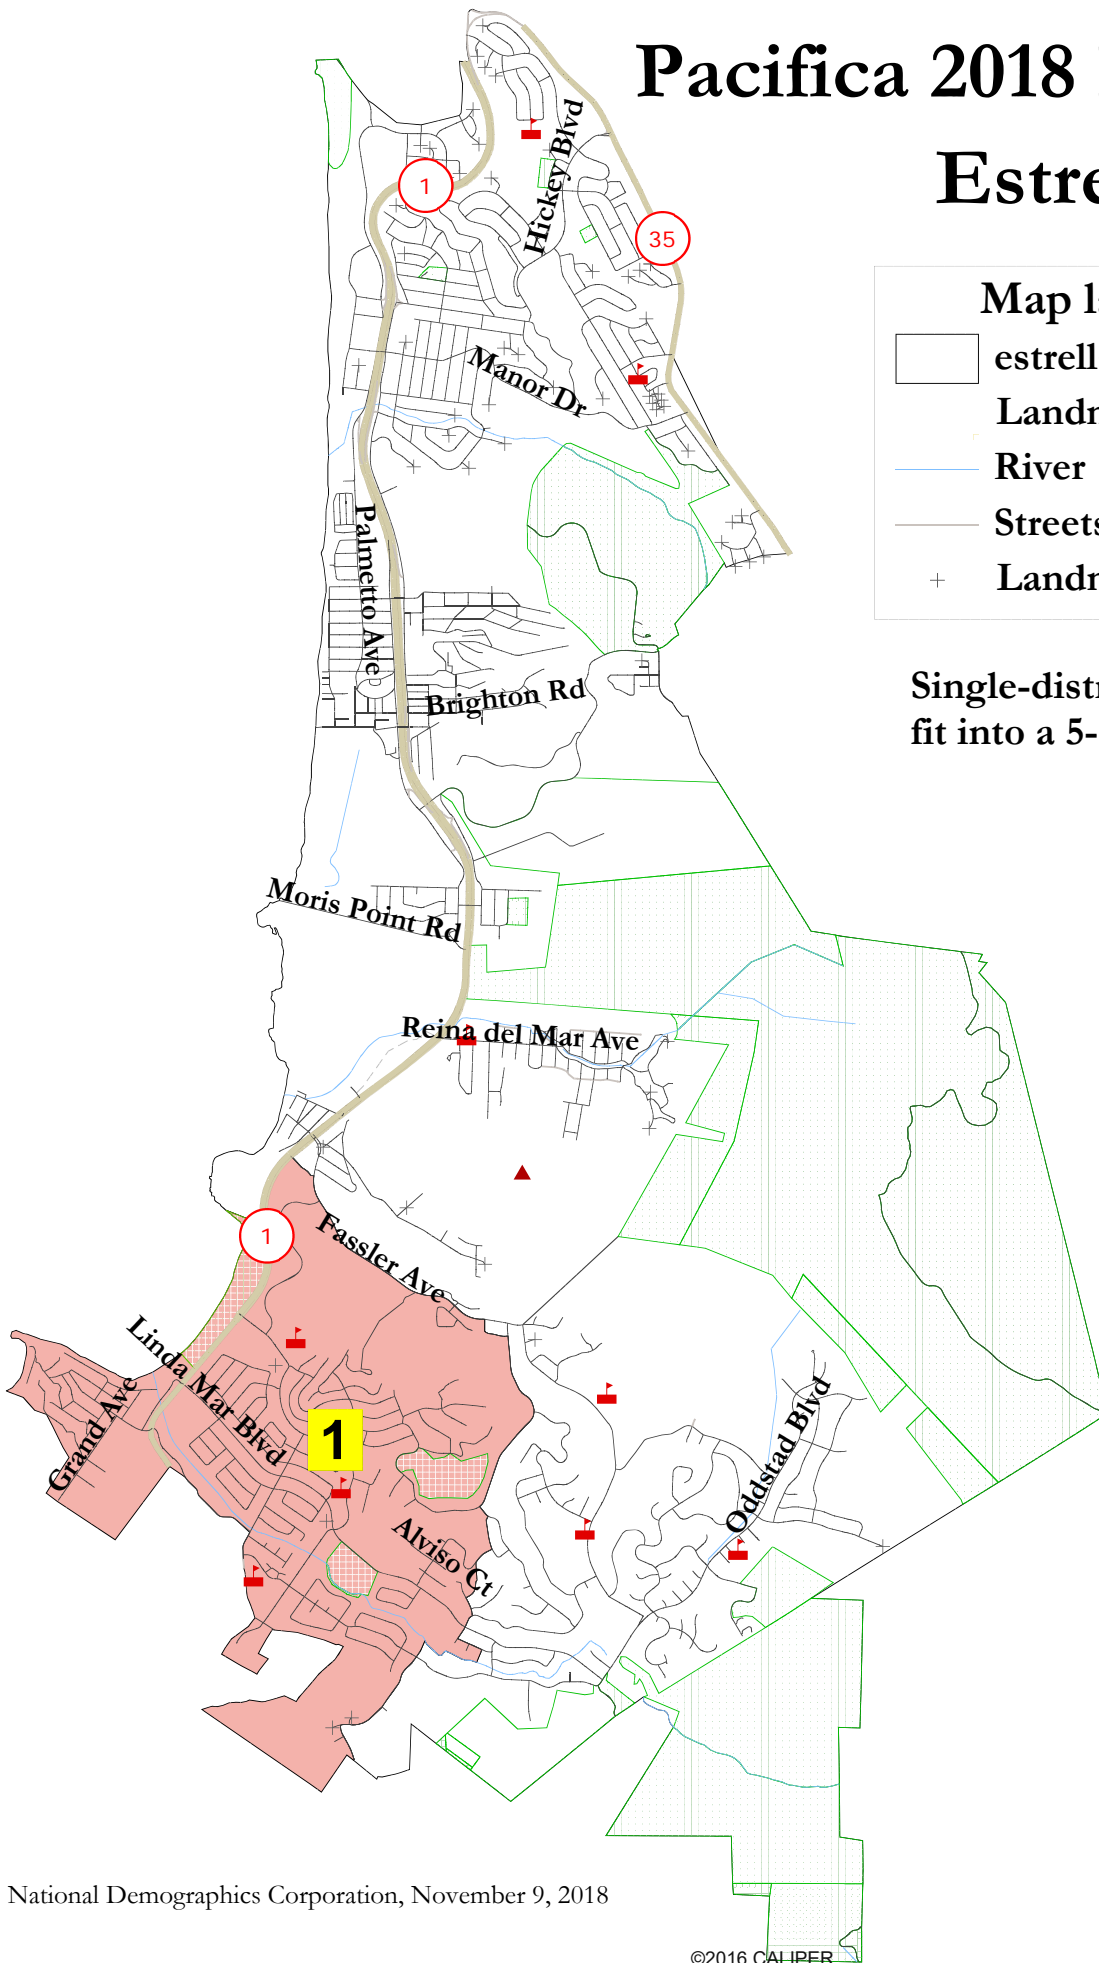 Pacifica 2018
Estre
Hickey Blvd
1
35
Map l
estrell
Landr
River
Streets
Landr
Manor Dr
Palmetto Ave
Brighton Rd
Single-distr
fit into a 5-
Moris Point Rd
Reina del Mar Ave
1
Fassler Ave
Linda Mar Blvd
Grand Ave
1
Oddstad Blvd
Alviso Ct
National Demographics Corporation, November 9, 2018
©2016 CALIPER